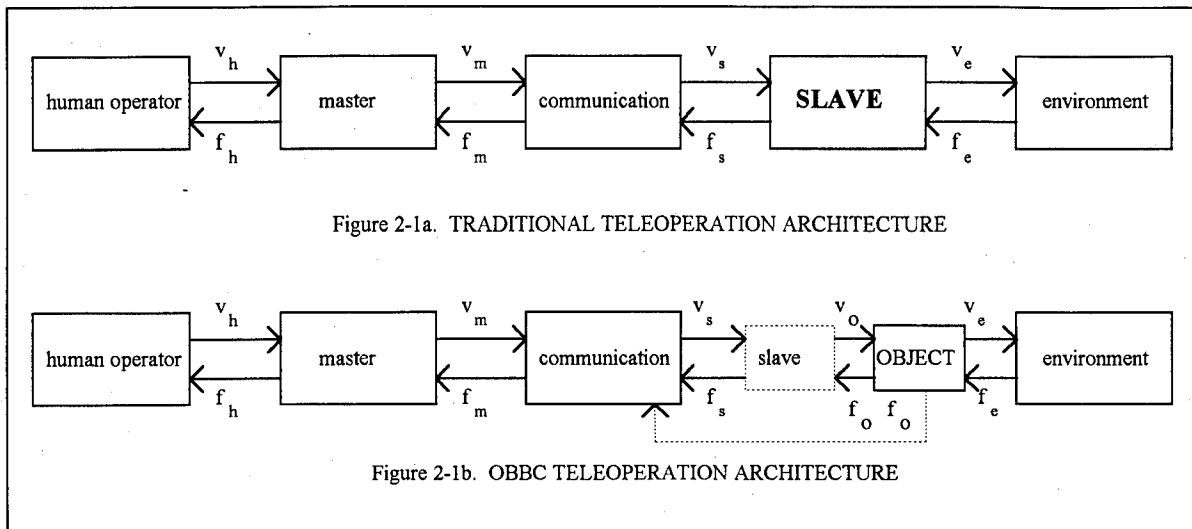 v_h v_m v_s v_e
human operator master communication SLAVE environment
f_h f_m f_s f_e
Figure 2-1a. TRADITIONAL TELEOPERATION ARCHITECTURE
v_h v_m v_s v_o v_e
human operator master communication slave OBJECT environment
f_h f_m f_s f_o f_o f_e
Figure 2-1b. OBBC TELEOPERATION ARCHITECTURE